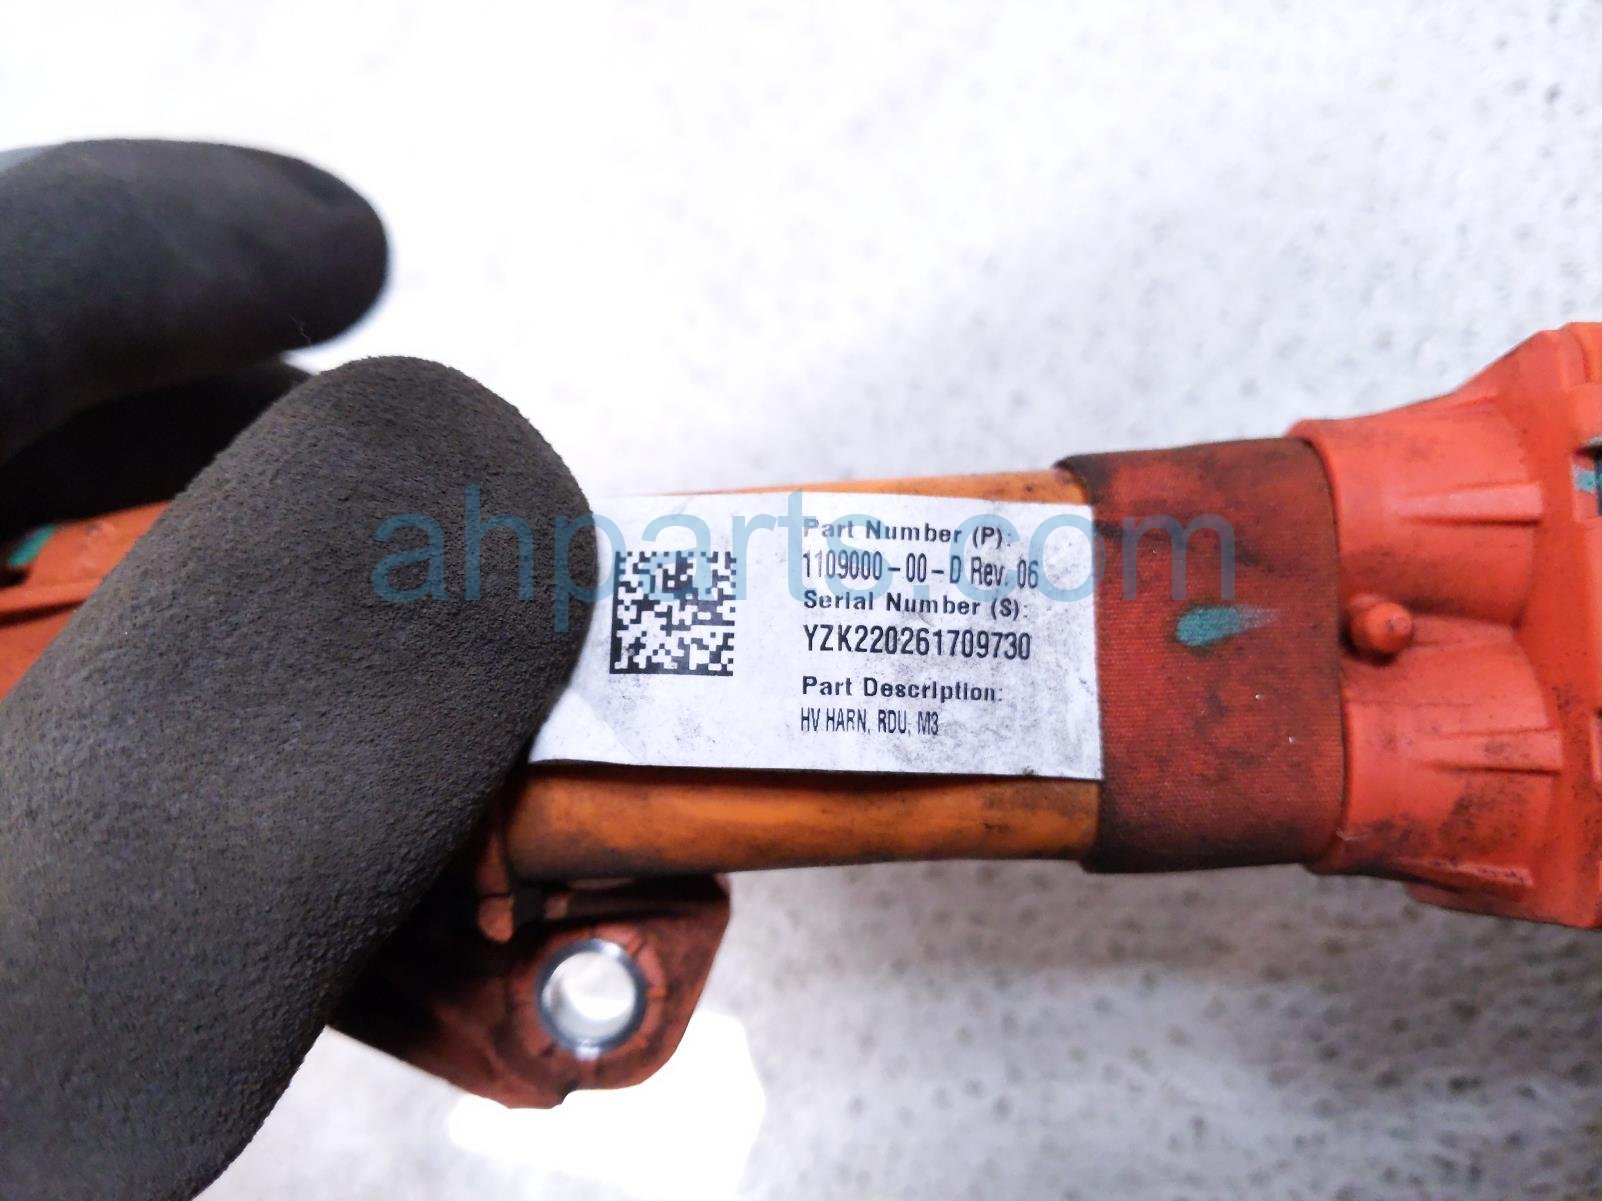 Part Number (P):
1109000-00-D Rev. 06
Serial Number (S):
YZK220261709730
Part Description:
HV HARN, RDU, M3
ahparts.com